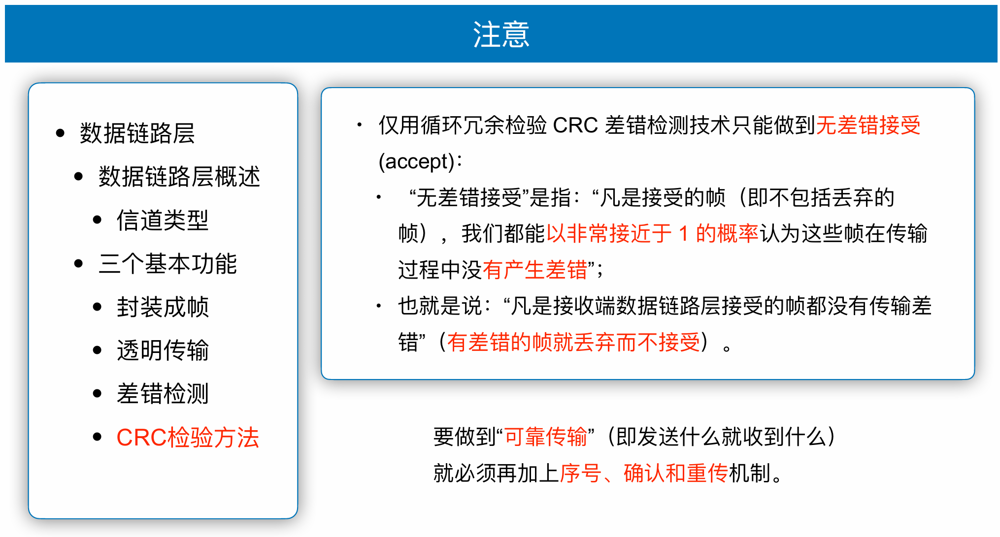 注意
• 数据链路层
• 数据链路层概述
• 信道类型
• 三个基本功能
• 封装成帧
• 透明传输
• 差错检测
• CRC检验方法
• 仅用循环冗余检验 CRC 差错检测技术只能做到无差错接受
(accept)：
• “无差错接受”是指：“凡是接受的帧（即不包括丢弃的
帧），我们都能以非常接近于 1 的概率认为这些帧在传输
过程中没有产生差错”；
• 也就是说：“凡是接收端数据链路层接受的帧都没有传输差
错”（有差错的帧就丢弃而不接受）。
要做到“可靠传输”（即发送什么就收到什么）
就必须再加上序号、确认和重传机制。